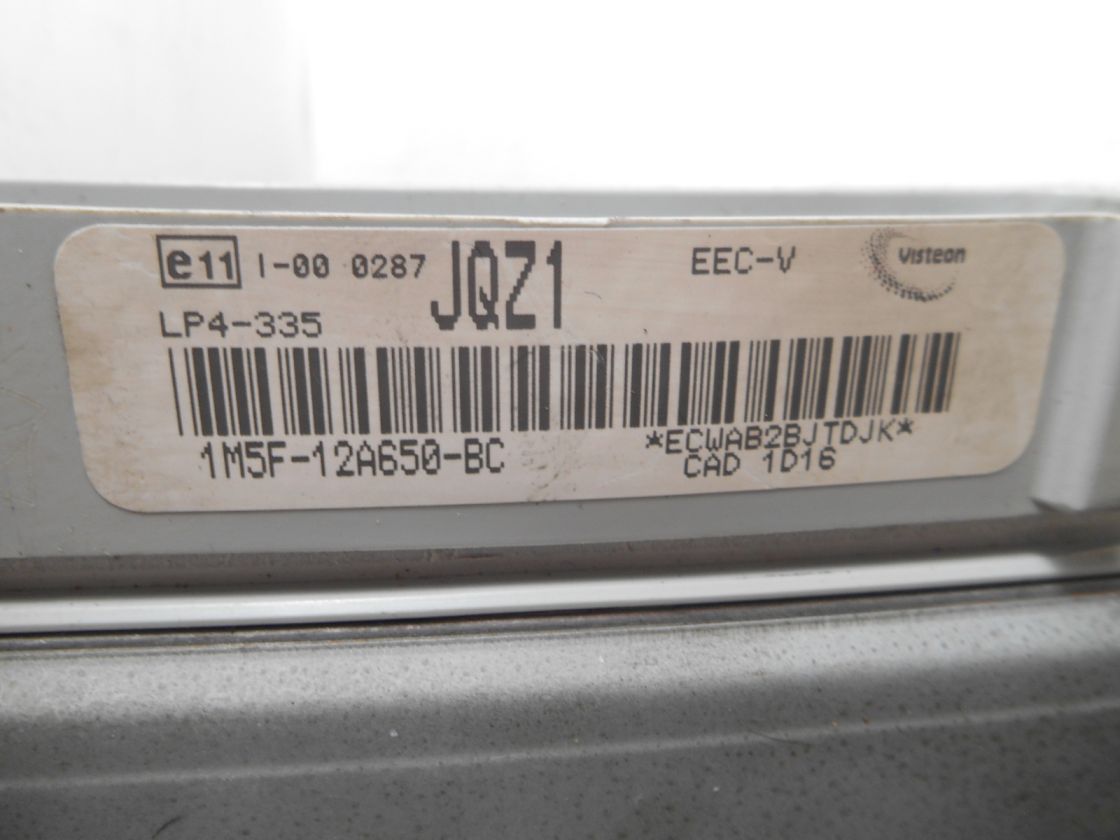 e11 I-00 0287 JQZ1 EEC-V Visteon
LP4-335
1M5F-12A650-BC *ECWAB2BJTDJK*
CAD 1D16